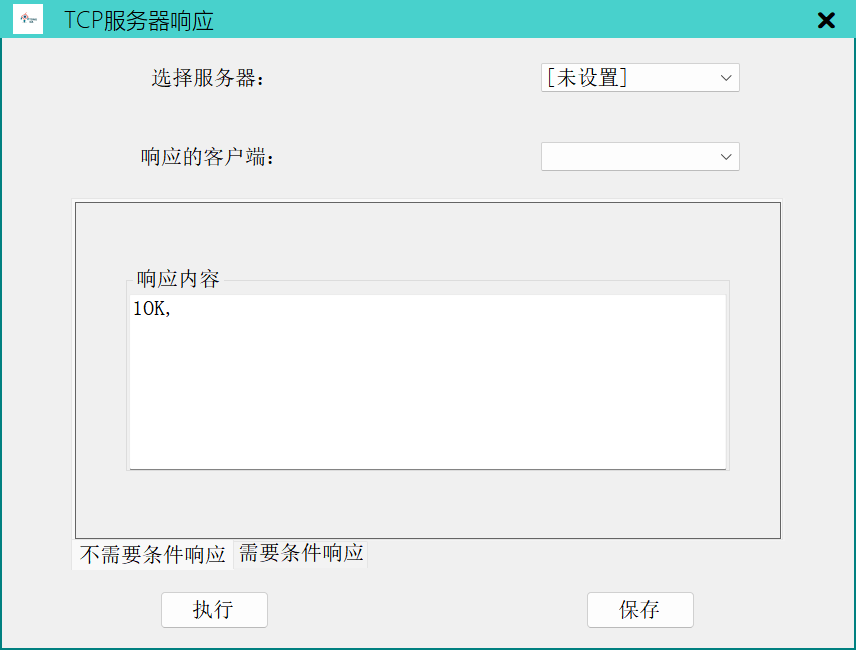 TCP服务器响应
选择服务器:
[未设置]
响应的客户端:
响应内容
1OK,
不需要条件响应
需要条件响应
执行
保存